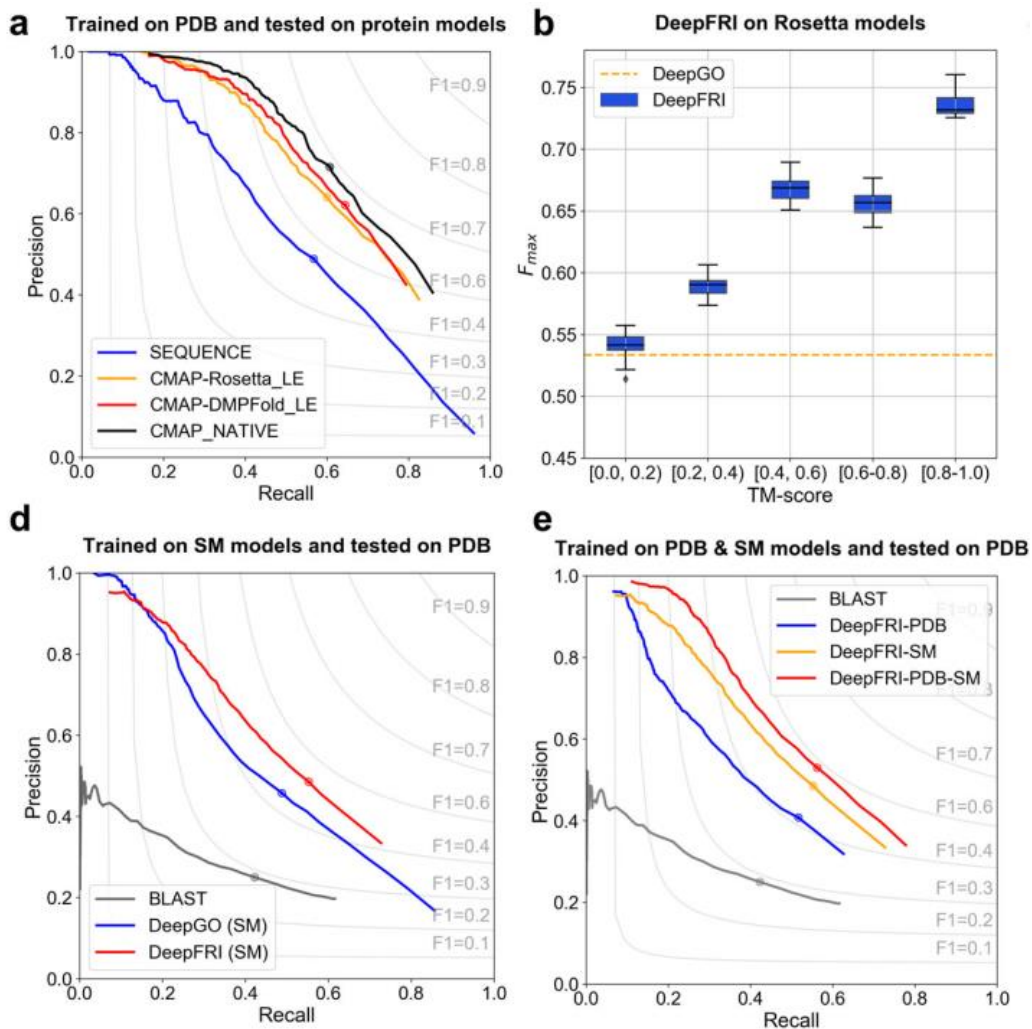 a Trained on PDB and tested on protein models
1.0
0.8
0.6
0.4
0.2
0.0
Precision
F1=0.9
F1=0.8
F1=0.7
F1=0.6
F1=0.4
F1=0.3
F1=0.2
F1=0.1
SEQUENCE
CMAP-Rosetta_LE
CMAP-DMPFold_LE
CMAP_NATIVE
0.0 0.2 0.4 0.6 0.8 1.0
Recall
b DeepFRI on Rosetta models
DeepGO
DeepFRI
0.75
0.70
0.65
0.60
0.55
0.50
0.45
Fmax
[0.0, 0.2) [0.2, 0.4) [0.4, 0.6) [0.6-0.8) [0.8-1.0)
TM-score
d Trained on SM models and tested on PDB
1.0
0.8
0.6
0.4
0.2
0.0
Precision
F1=0.9
F1=0.8
F1=0.7
F1=0.6
F1=0.4
F1=0.3
F1=0.2
F1=0.1
BLAST
DeepGO (SM)
DeepFRI (SM)
0.0 0.2 0.4 0.6 0.8 1.0
Recall
e Trained on PDB & SM models and tested on PDB
BLAST
DeepFRI-PDB
DeepFRI-SM
DeepFRI-PDB-SM
1.0
0.8
0.6
0.4
0.2
0.0
Precision
F1=0.7
F1=0.6
F1=0.4
F1=0.3
F1=0.2
F1=0.1
0.0 0.2 0.4 0.6 0.8 1.0
Recall